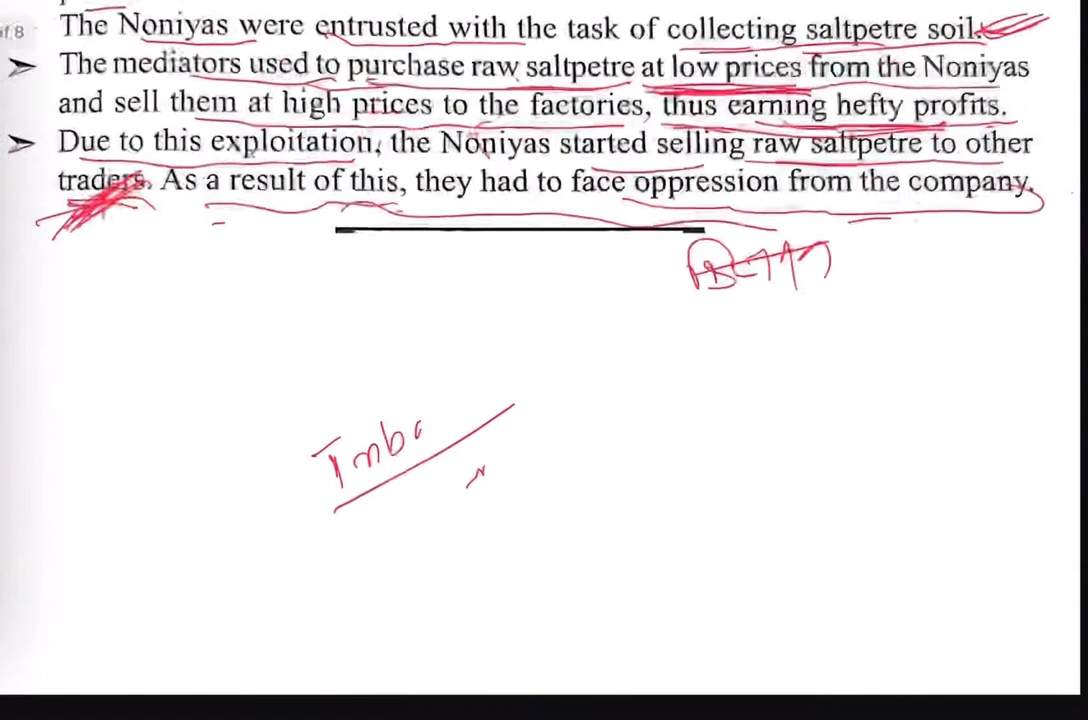 of 8
The Noniyas were entrusted with the task of collecting saltpetre soil.
➢ The mediators used to purchase raw saltpetre at low prices from the Noniyas
and sell them at high prices to the factories, thus earning hefty profits.
➢ Due to this exploitation, the Noniyas started selling raw saltpetre to other
traders. As a result of this, they had to face oppression from the company.